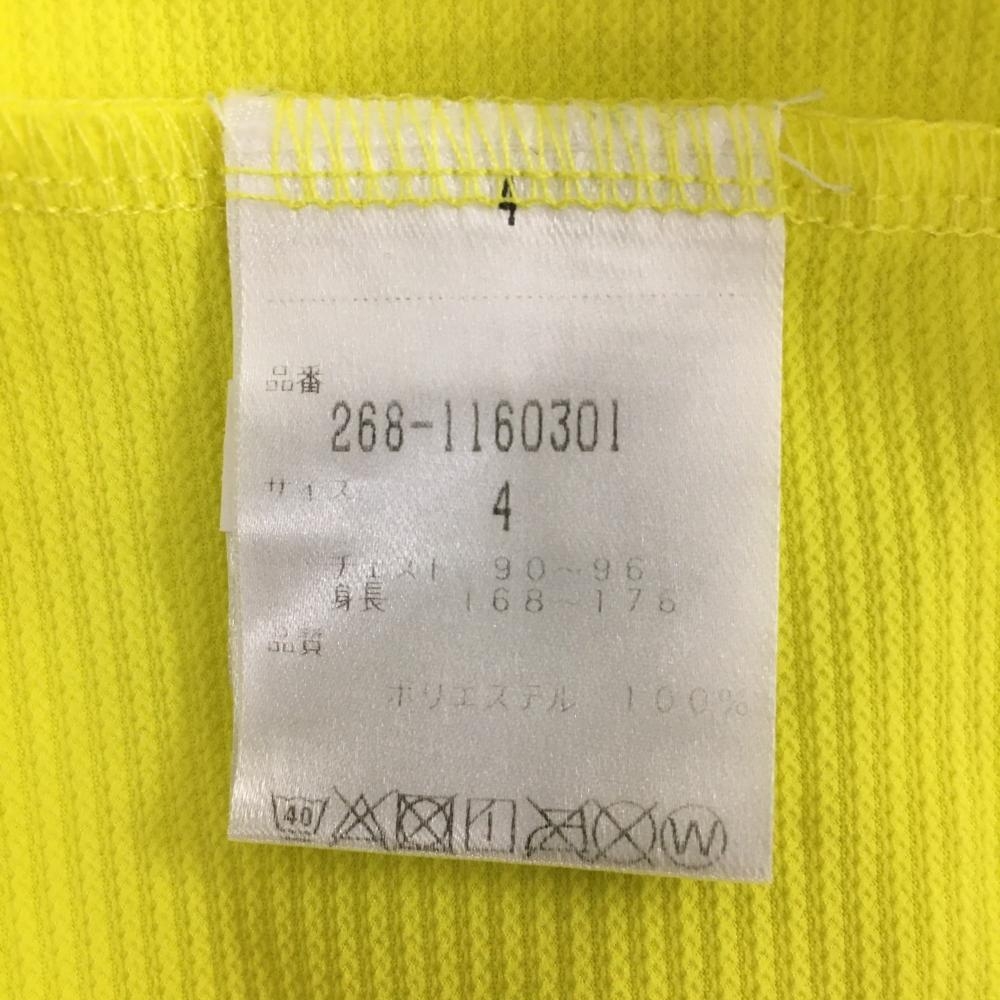 4
品番
268-1160301
サイズ
4
チェスト 90~96
身長 168~176
品質
ポリエステル 100%
40
W